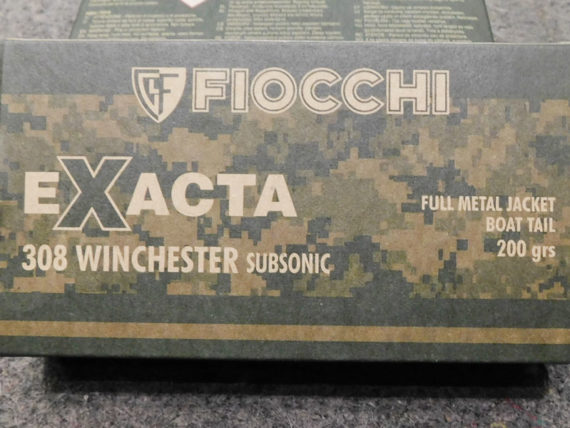 FIOCCHI
EXACTA
308 WINCHESTER SUBSONIC
FULL METAL JACKET
BOAT TAIL
200 grs